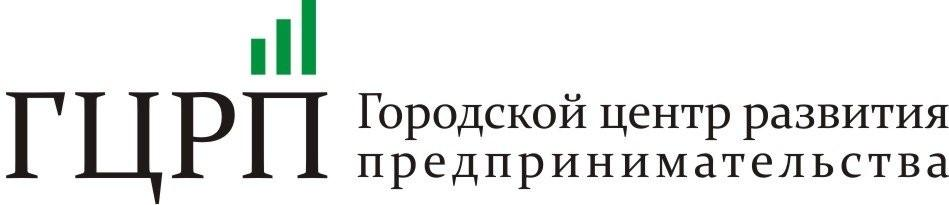 ГЦРП
Городской центр развития
предпринимательства